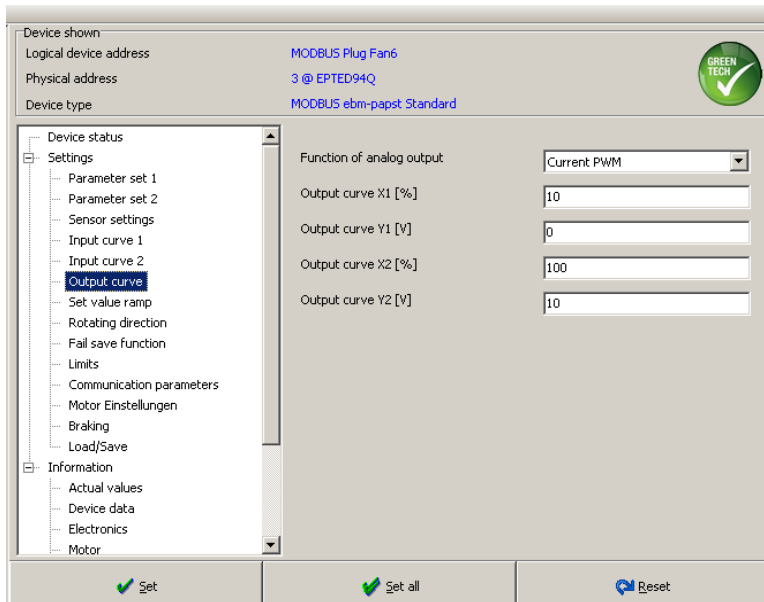 Device shown
Logical device address MODBUS Plug Fan6
Physical address 3 @ EPTED94Q
Device type MODBUS ebm-papst Standard
GREEN
TECH
Device status
Settings
Parameter set 1
Parameter set 2
Sensor settings
Input curve 1
Input curve 2
Output curve
Set value ramp
Rotating direction
Fail save function
Limits
Communication parameters
Motor Einstellungen
Braking
Load/Save
Information
Actual values
Device data
Electronics
Motor
Function of analog output Current PWM
Output curve X1 [%] 10
Output curve Y1 [V] 0
Output curve X2 [%] 100
Output curve Y2 [V] 10
Set
Set all
Reset